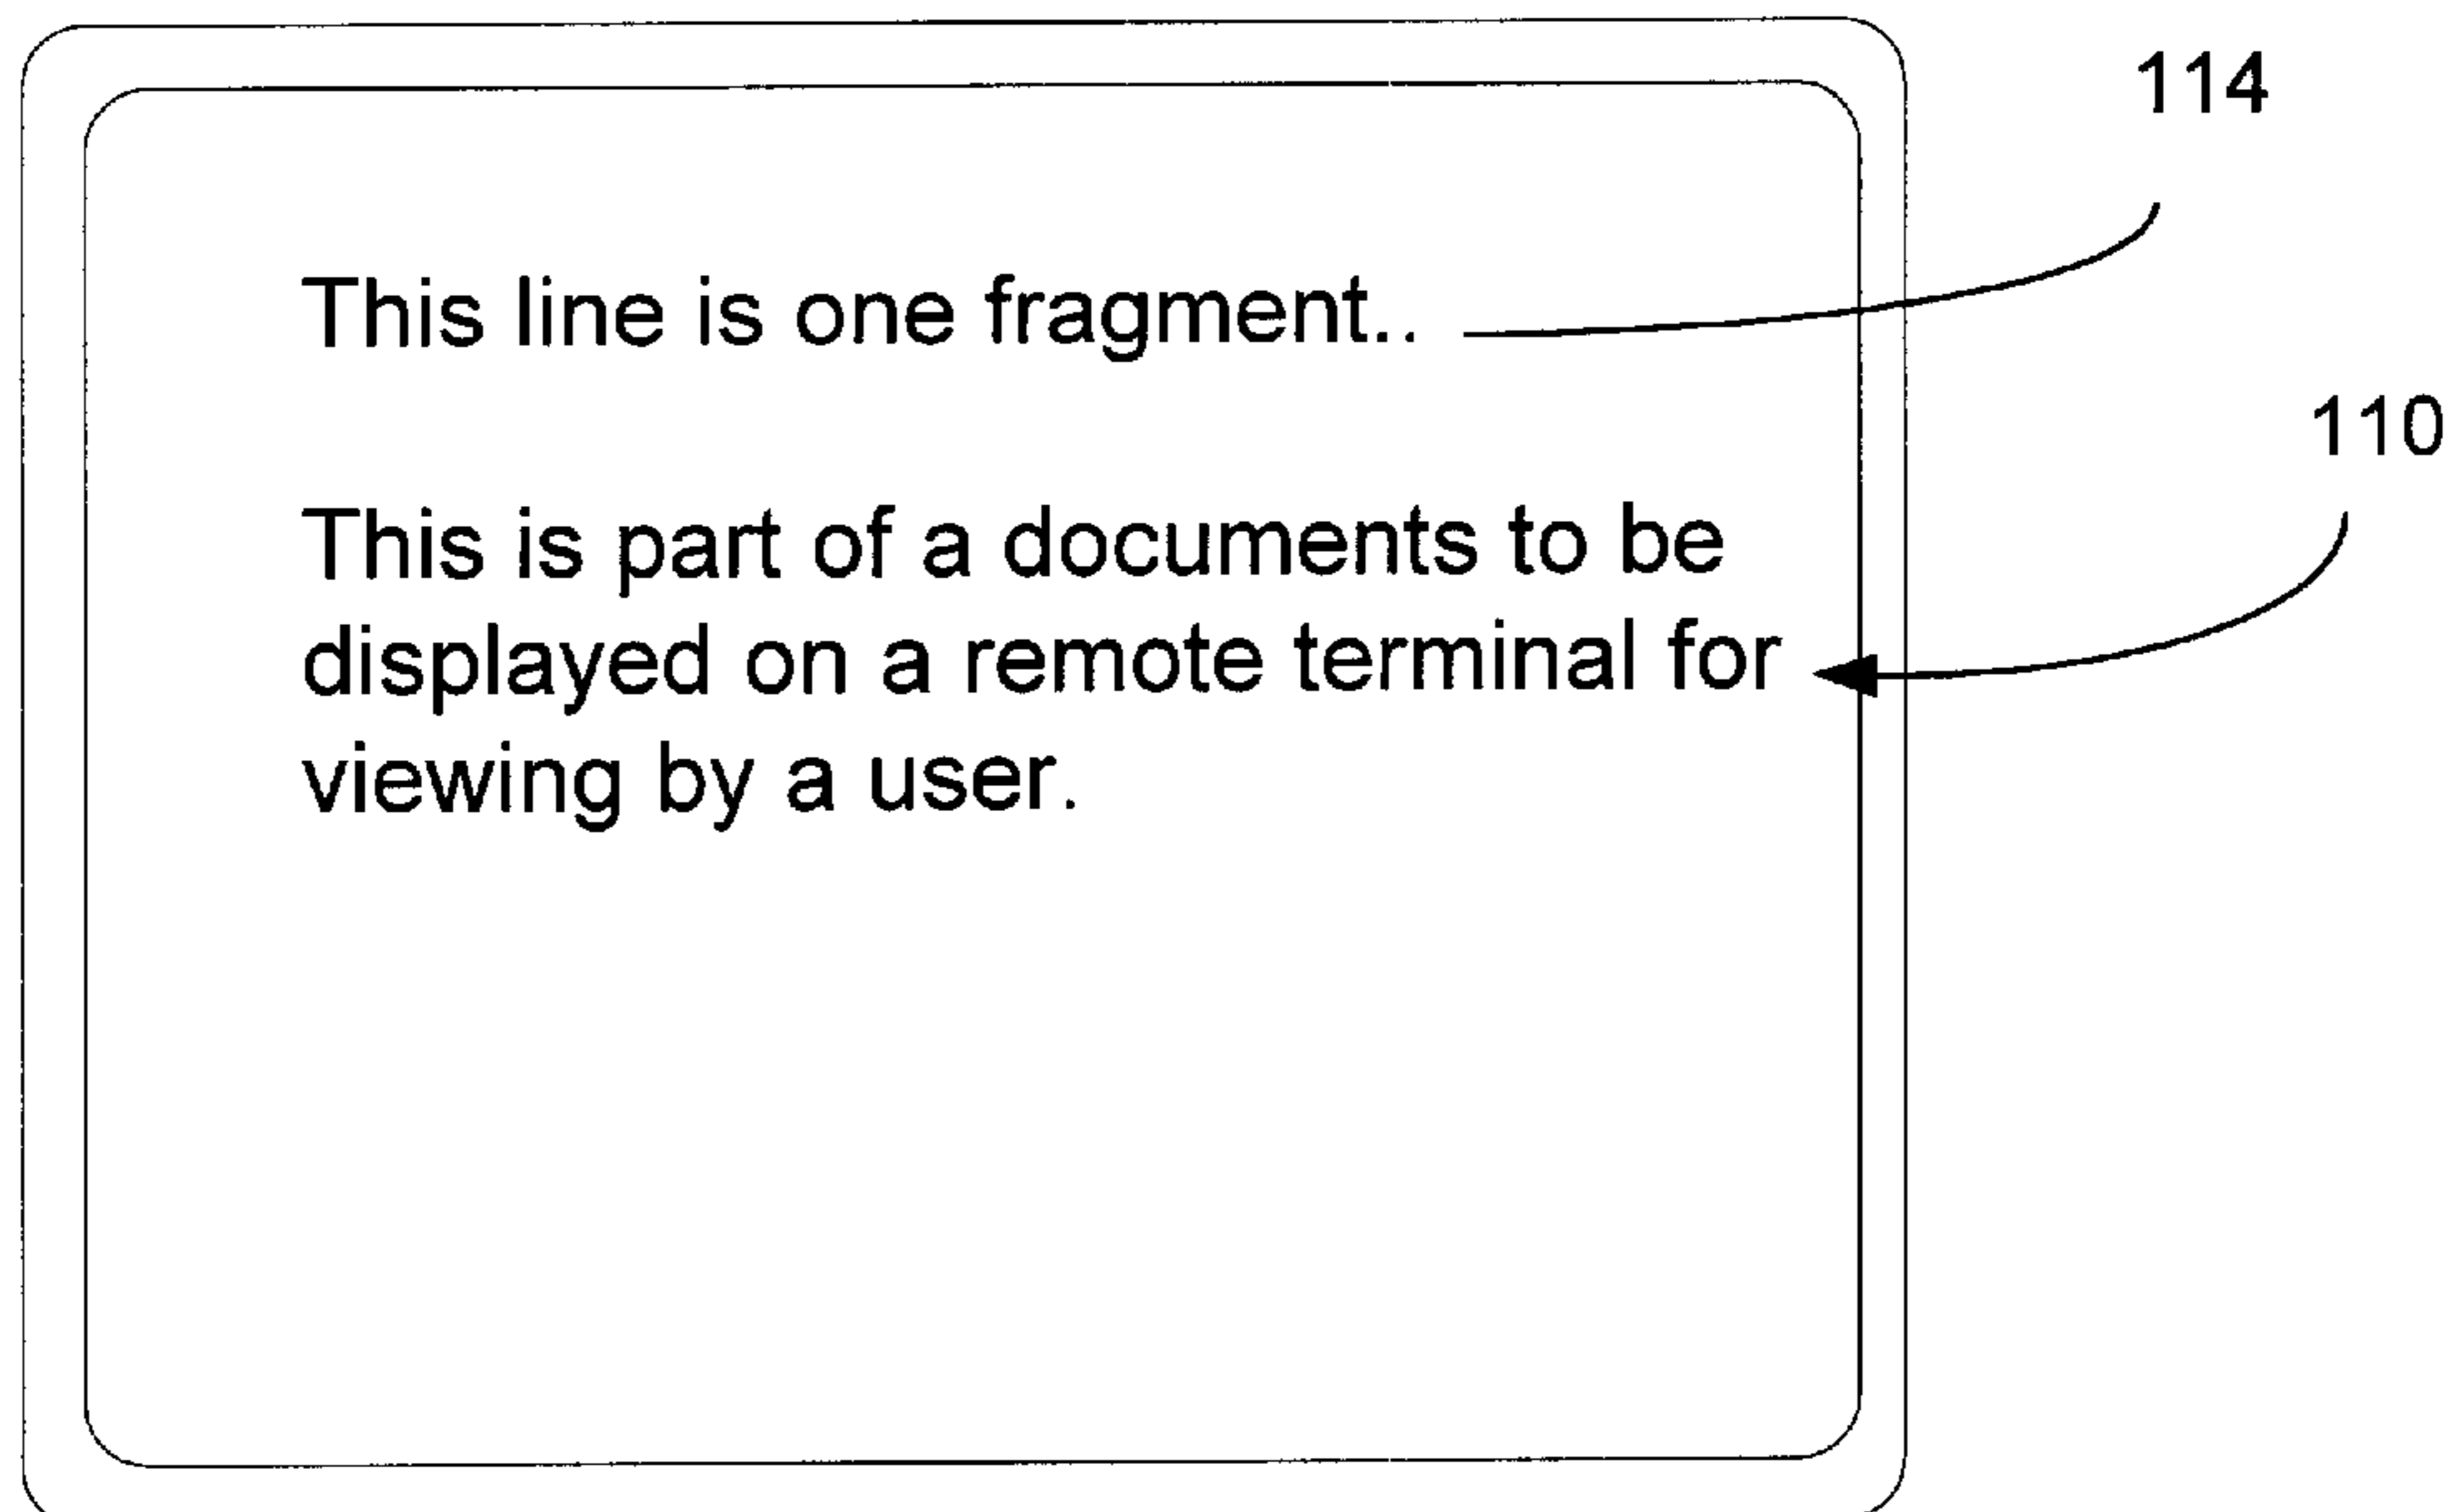 114
This line is one fragment..
110
This is part of a documents to be
displayed on a remote terminal for
viewing by a user.